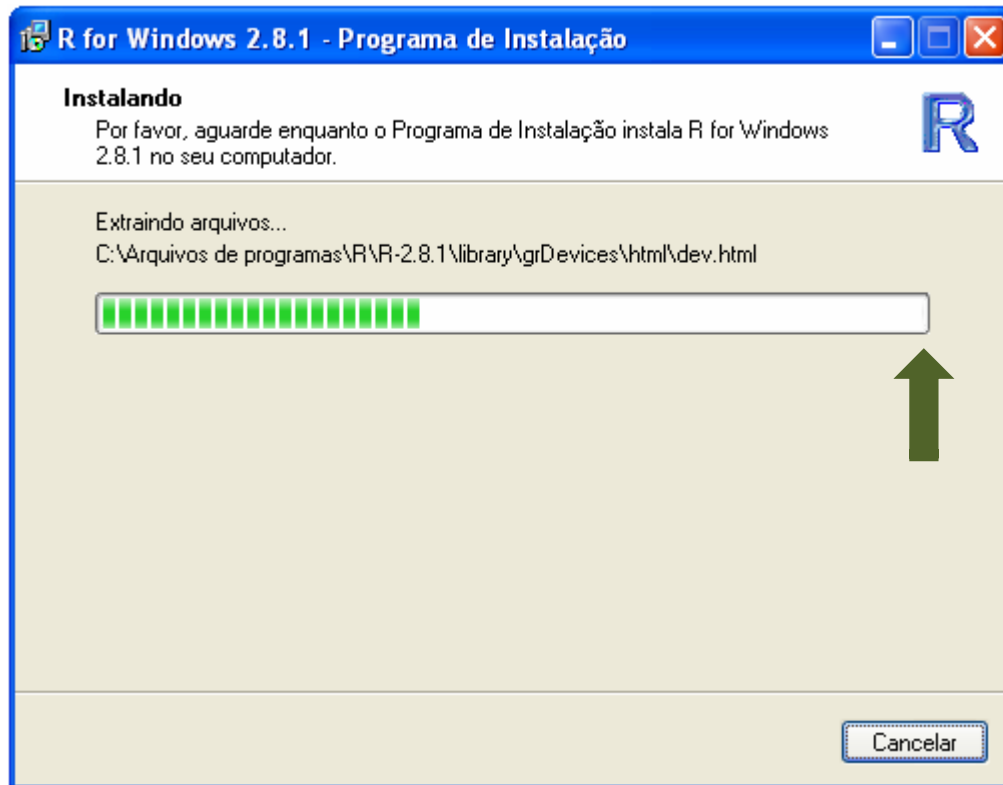 R for Windows 2.8.1 - Programa de Instalação
Instalando
Por favor, aguarde enquanto o Programa de Instalação instala R for Windows
2.8.1 no seu computador.
R
Extraindo arquivos...
C:\Arquivos de programas\R\R-2.8.1\library\grDevices\html\dev.html
Cancelar